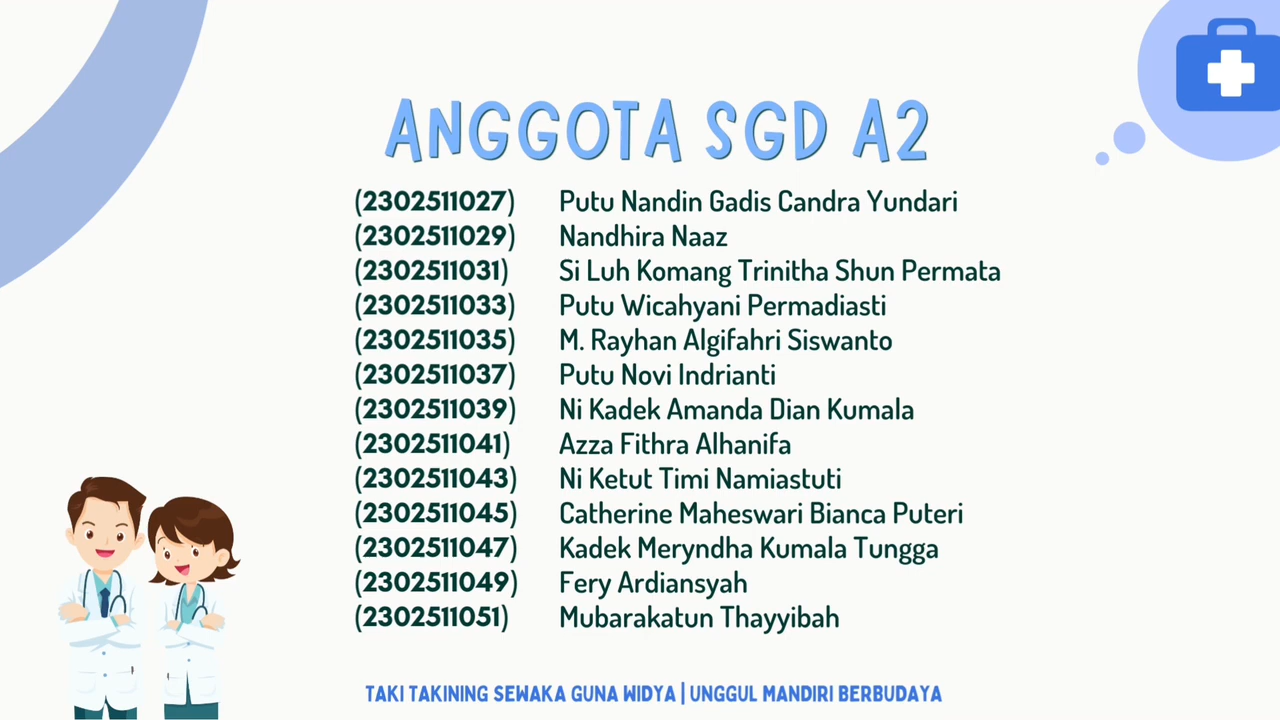 ANGGOTA SGD A2
(2302511027) Putu Nandin Gadis Candra Yundari
(2302511029) Nandhira Naaz
(2302511031) Si Luh Komang Trinitha Shun Permata
(2302511033) Putu Wicahyani Permadiasti
(2302511035) M. Rayhan Algifahri Siswanto
(2302511037) Putu Novi Indrianti
(2302511039) Ni Kadek Amanda Dian Kumala
(2302511041) Azza Fithra Alhanifa
(2302511043) Ni Ketut Timi Namiastuti
(2302511045) Catherine Maheswari Bianca Puteri
(2302511047) Kadek Meryndha Kumala Tungga
(2302511049) Fery Ardiansyah
(2302511051) Mubarakatun Thayyibah
TAKI TAKINING SEWAKA GUNA WIDYA | UNGGUL MANDIRI BERBUDAYA